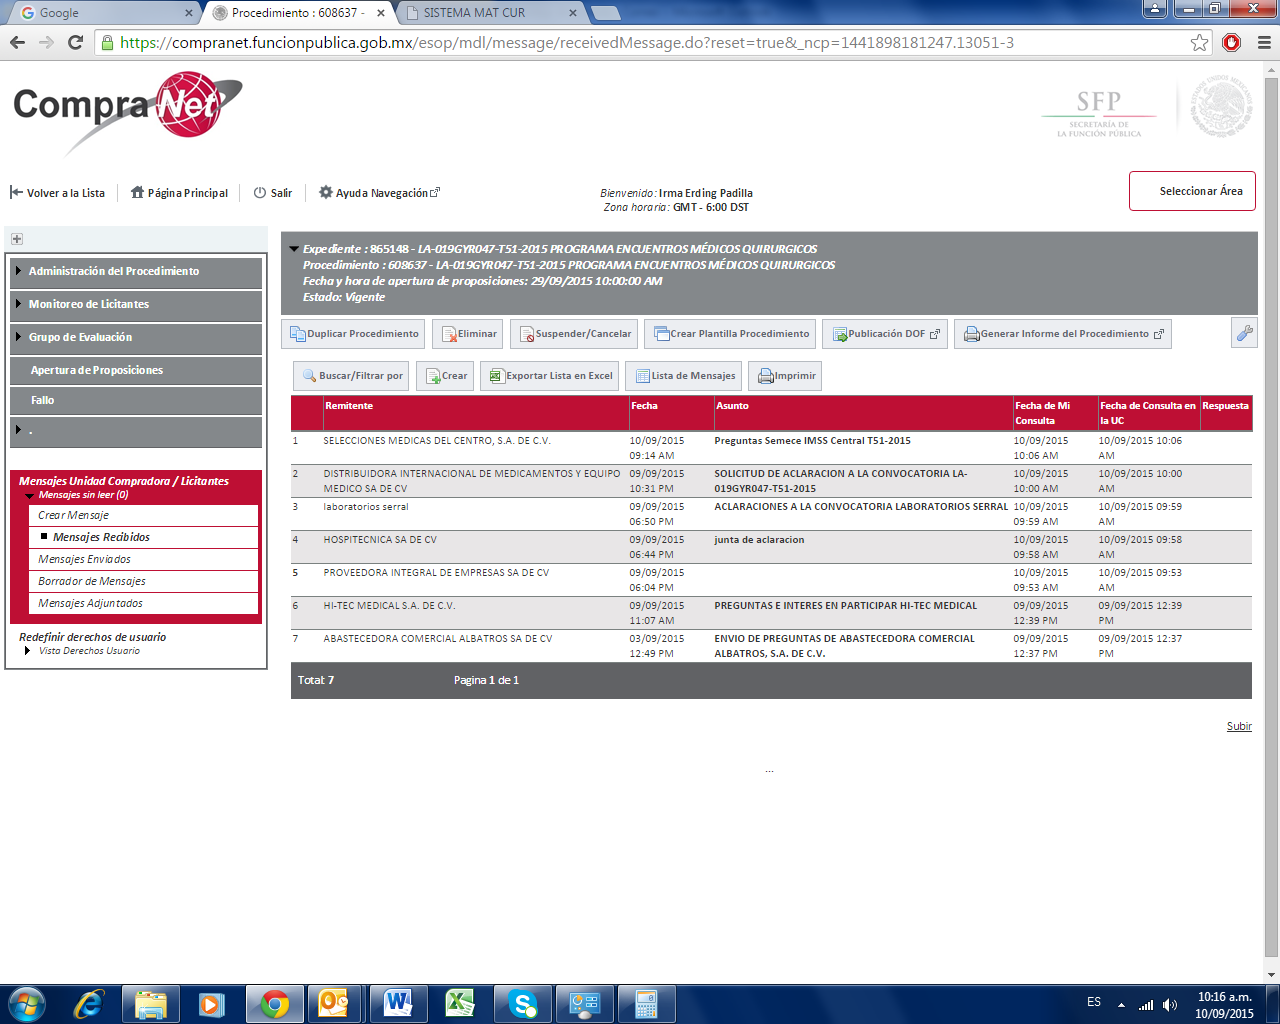 Google
Procedimiento : 608637 -
SISTEMA MAT CUR
https://compranet.funcionpublica.gob.mx/esop/mdl/message/receivedMessage.do?reset=true&_ncp=1441898181247.13051-3
CompraNet
SFP
SECRETARÍA DE
LA FUNCIÓN PÚBLICA
Volver a la Lista
Página Principal
Salir
Ayuda Navegación
Bienvenido: Irma Erding Padilla
Zona horaria: GMT - 6:00 DST
Seleccionar Área
Administración del Procedimiento
Monitoreo de Licitantes
Grupo de Evaluación
Apertura de Proposiciones
Fallo
.
Mensajes Unidad Compradora / Licitantes
Mensajes sin leer (0)
Crear Mensaje
Mensajes Recibidos
Mensajes Enviados
Borrador de Mensajes
Mensajes Adjuntados
Redefinir derechos de usuario
Vista Derechos Usuario
Expediente : 865148 - LA-019GYR047-T51-2015 PROGRAMA ENCUENTROS MÉDICOS QUIRURGICOS
Procedimiento : 608637 - LA-019GYR047-T51-2015 PROGRAMA ENCUENTROS MÉDICOS QUIRURGICOS
Fecha y hora de apertura de proposiciones: 29/09/2015 10:00:00 AM
Estado: Vigente
Duplicar Procedimiento
Eliminar
Suspender/Cancelar
Crear Plantilla Procedimiento
Publicación DOF
Generar Informe del Procedimiento
Buscar/Filtrar por
Crear
Exportar Lista en Excel
Lista de Mensajes
Imprimir
Remitente Fecha Asunto Fecha de Mi Fecha de Consulta en Respuesta
Consulta la UC
1 SELECCIONES MEDICAS DEL CENTRO, S.A. DE C.V. 10/09/2015 Preguntas Semece IMSS Central T51-2015 10/09/2015 10/09/2015 10:06
09:14 AM 10:06 AM AM
2 DISTRIBUIDORA INTERNACIONAL DE MEDICAMENTOS Y EQUIPO 09/09/2015 SOLICITUD DE ACLARACION A LA CONVOCATORIA LA- 10/09/2015 10/09/2015 10:00
MEDICO SA DE CV 10:31 PM 019GYR047-T51-2015 10:00 AM AM
3 laboratorios serral 09/09/2015 ACLARACIONES A LA CONVOCATORIA LABORATORIOS SERRAL 10/09/2015 10/09/2015 09:59
06:50 PM 09:59 AM AM
4 HOSPITECNICA SA DE CV 09/09/2015 junta de aclaracion 10/09/2015 10/09/2015 09:58
06:44 PM 09:58 AM AM
5 PROVEEDORA INTEGRAL DE EMPRESAS SA DE CV 09/09/2015 10/09/2015 10/09/2015 09:53
06:04 PM 09:53 AM AM
6 HI-TEC MEDICAL S.A. DE C.V. 09/09/2015 PREGUNTAS E INTERES EN PARTICIPAR HI-TEC MEDICAL 09/09/2015 09/09/2015 12:39
11:07 AM 12:39 PM PM
7 ABASTECEDORA COMERCIAL ALBATROS SA DE CV 03/09/2015 ENVIO DE PREGUNTAS DE ABASTECEDORA COMERCIAL 09/09/2015 09/09/2015 12:37
12:49 PM ALBATROS, S.A. DE C.V. 12:37 PM PM
Total: 7 Pagina 1 de 1
Subir
...
ES
10:16 a.m.
10/09/2015